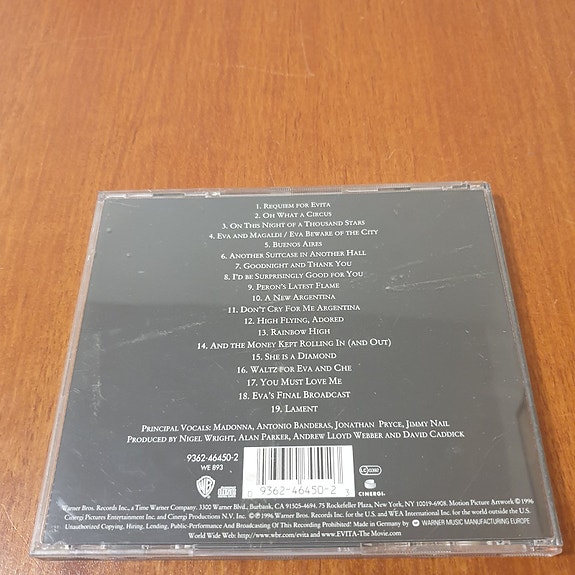 1. Requiem for Evita
2. Oh What a Circus
3. On This Night of a Thousand Stars
4. Eva and Magaldi / Eva Beware of the City
5. Buenos Aires
6. Another Suitcase in Another Hall
7. Goodnight and Thank You
8. I'd be Surprisingly Good for You
9. Peron's Latest Flame
10. A New Argentina
11. Don't Cry For Me Argentina
12. High Flying, Adored
13. Rainbow High
14. And the Money Kept Rolling In (and Out)
15. She is a Diamond
16. Waltz for Eva and Che
17. You Must Love Me
18. Eva's Final Broadcast
19. Lament
Principal Vocals: Madonna, Antonio Banderas, Jonathan Pryce, Jimmy Nail
Produced by Nigel Wright, Alan Parker, Andrew Lloyd Webber and David Caddick
9362-46450-2
WE 893
WB
0 9362-46450-2 3
CINERGI.
Warner Bros. Records Inc., a Time Warner Company. 3300 Warner Blvd., Burbank, CA 91505-4694. 75 Rockefeller Plaza, New York, NY 10019-6908. Motion Picture Artwork ©1996
Cinergi Pictures Entertainment Inc. and Cinergi Productions N.V. Inc. ©℗1996 Warner Bros. Records Inc. for the U.S. and WEA International Inc. for the world outside the U.S.
Unauthorized Copying, Hiring, Lending, Public-Performance And Broadcasting Of This Recording Prohibited! Made in Germany by WARNER MUSIC MANUFACTURING EUROPE
World Wide Web: http://www.wbr.com/evita and www.EVITA-The Movie.com